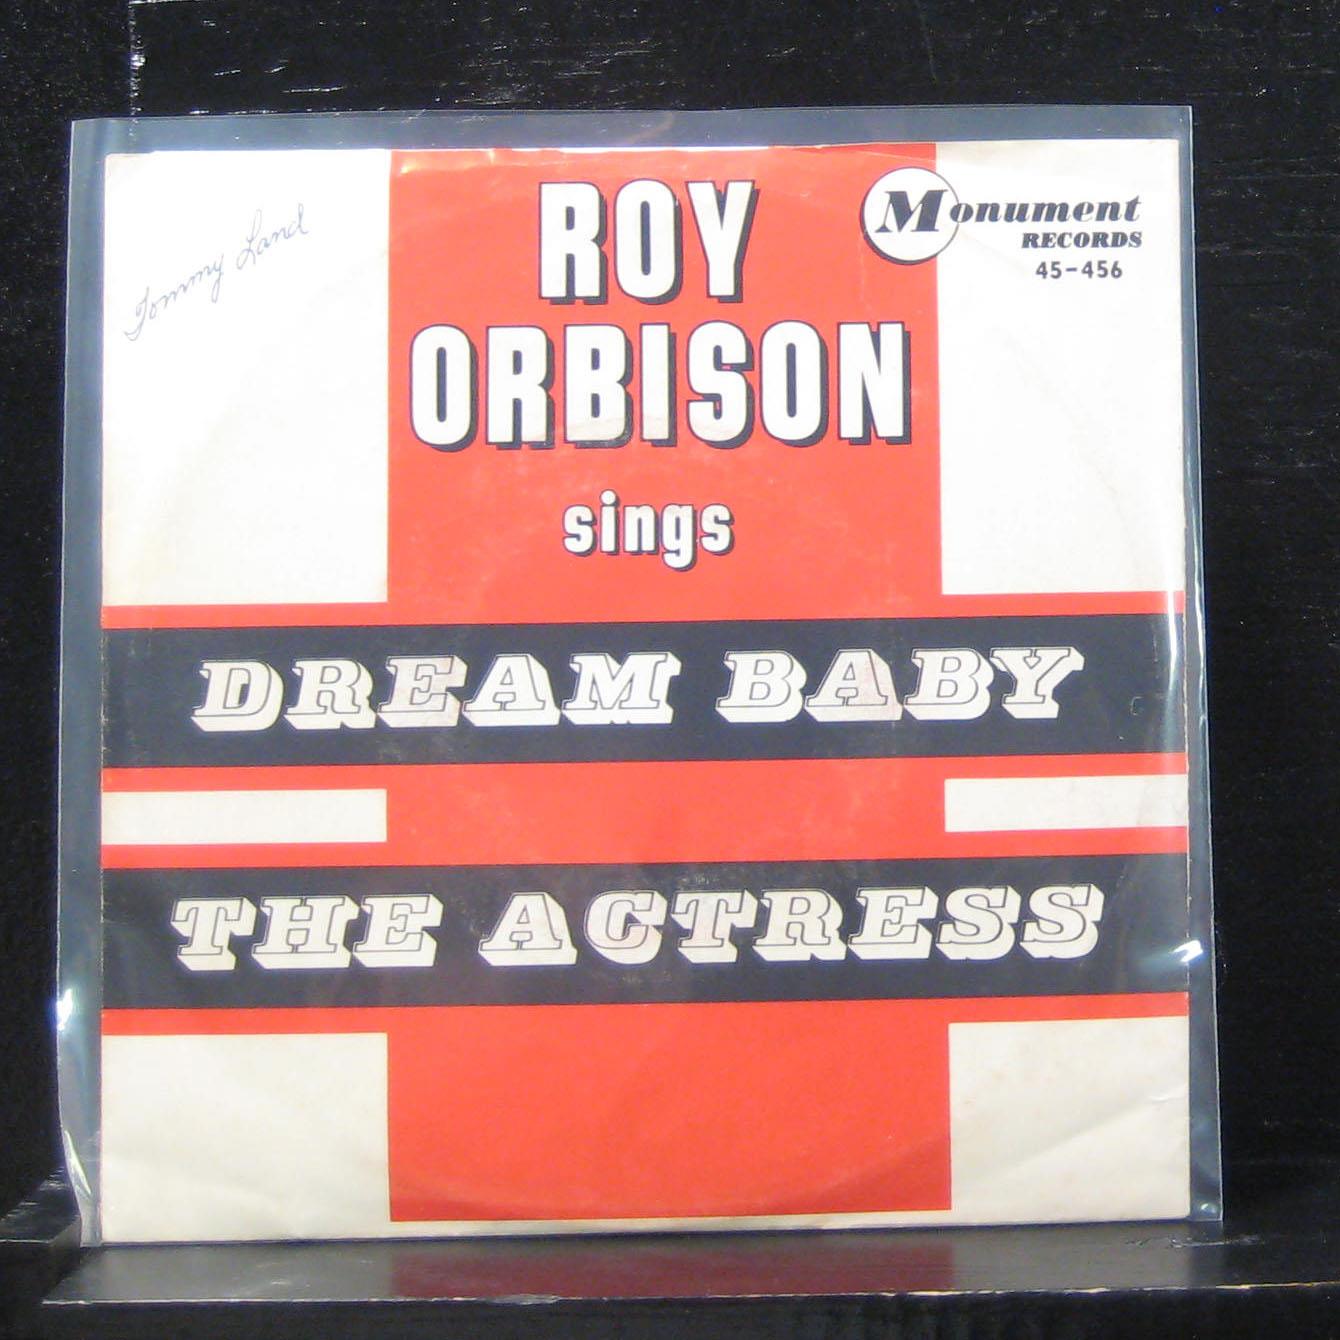 Tommy Land
ROY
ORBISON
sings
Monument
RECORDS
45-456
DREAM BABY
THE ACTRESS